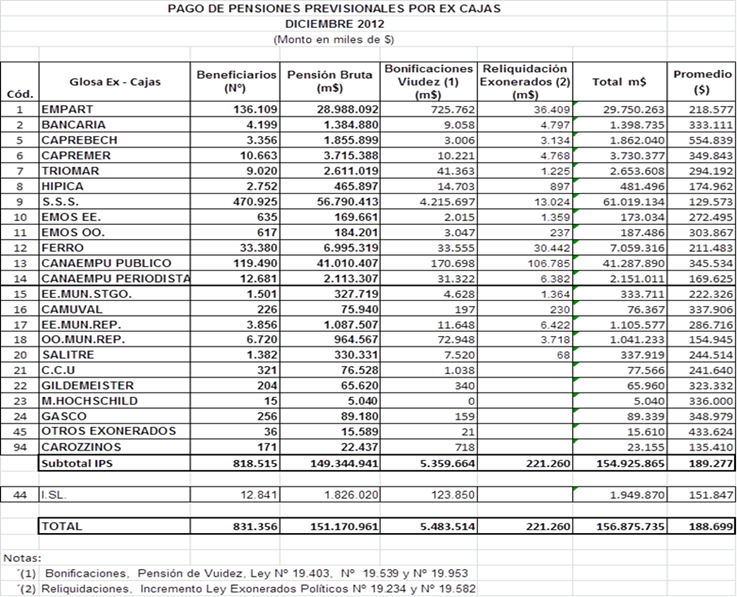 PAGO DE PENSIONES PREVISIONALES POR EX CAJAS
DICIEMBRE 2012
(Monto en miles de $)
Cód. Glosa Ex - Cajas Beneficiarios (Nº) Pensión Bruta (m$) Bonificaciones Viudez (1) (m$) Reliquidación Exonerados (2) (m$) Total m$ Promedio ($)
1 EMPART 136.109 28.988.092 725.762 36.409 29.750.263 218.577
2 BANCARIA 4.199 1.384.880 9.058 4.797 1.398.735 333.111
5 CAPREBECH 3.356 1.855.899 3.006 3.134 1.862.040 554.839
6 CAPREMER 10.663 3.715.388 10.221 4.768 3.730.377 349.843
7 TRIOMAR 9.020 2.611.019 41.363 1.225 2.653.608 294.192
8 HIPICA 2.752 465.897 14.703 897 481.496 174.962
9 S.S.S. 470.925 56.790.413 4.215.697 13.024 61.019.134 129.573
10 EMOS EE. 635 169.661 2.015 1.359 173.034 272.495
11 EMOS OO. 617 184.201 3.047 237 187.486 303.867
12 FERRO 33.380 6.995.319 33.555 30.442 7.059.316 211.483
13 CANAEMPU PUBLICO 119.490 41.010.407 170.698 106.785 41.287.890 345.534
14 CANAEMPU PERIODISTA 12.681 2.113.307 31.322 6.382 2.151.011 169.625
15 EE.MUN.STGO. 1.501 327.719 4.628 1.364 333.711 222.326
16 CAMUVAL 226 75.940 197 230 76.367 337.906
17 EE.MUN.REP. 3.856 1.087.507 11.648 6.422 1.105.577 286.716
18 OO.MUN.REP. 6.720 964.567 72.948 3.718 1.041.233 154.945
20 SALITRE 1.382 330.331 7.520 68 337.919 244.514
21 C.C.U 321 76.528 1.038 77.566 241.640
22 GILDEMEISTER 204 65.620 340 65.960 323.332
23 M.HOCHSCHILD 15 5.040 0 5.040 336.000
24 GASCO 256 89.180 159 89.339 348.979
45 OTROS EXONERADOS 36 15.589 21 15.610 433.624
94 CAROZZINOS 171 22.437 718 23.155 135.410
Subtotal IPS 818.515 149.344.941 5.359.664 221.260 154.925.865 189.277
44 I.SL. 12.841 1.826.020 123.850 1.949.870 151.847
TOTAL 831.356 151.170.961 5.483.514 221.260 156.875.735 188.699
Notas:
´(1) Bonificaciones, Pensión de Vuidez, Ley Nº 19.403, Nº 19.539 y Nº 19.953
´(2) Reliquidaciones, Incremento Ley Exonerados Políticos Nº 19.234 y Nº 19.582